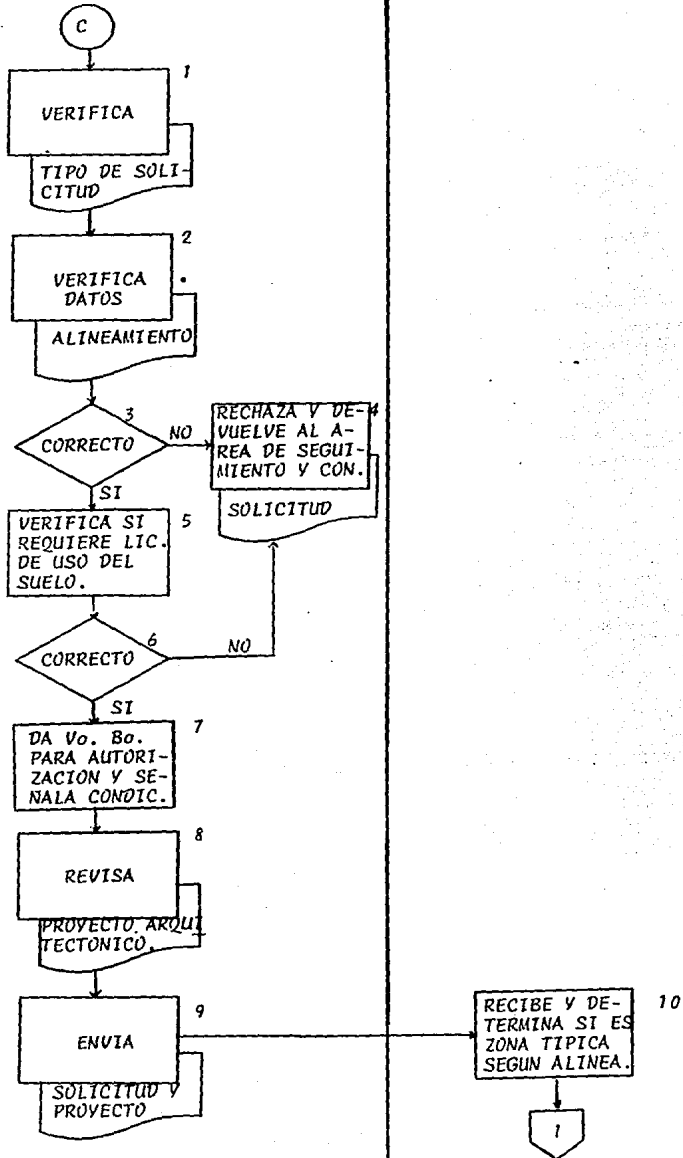 C
1
VERIFICA
TIPO DE SOLI-
CITUD
2
VERIFICA
DATOS
ALINEAMIENTO
3
CORRECTO
NO
RECHAZA Y DE-
VUELVE AL A-
REA DE SEGUI-
MIENTO Y CON.
4
SOLICITUD
SI
VERIFICA SI
REQUIERE LIC.
DE USO DEL
SUELO.
5
6
CORRECTO
NO
SI
DA Vo. Bo.
PARA AUTORI-
ZACION Y SE-
ÑALA CONDIC.
7
8
REVISA
PROYECTO ARQUI
TECTONICO.
9
ENVIA
SOLICITUD Y
PROYECTO
RECIBE Y DE-
TERMINA SI ES
ZONA TIPICA
SEGUN ALINEA.
10
1